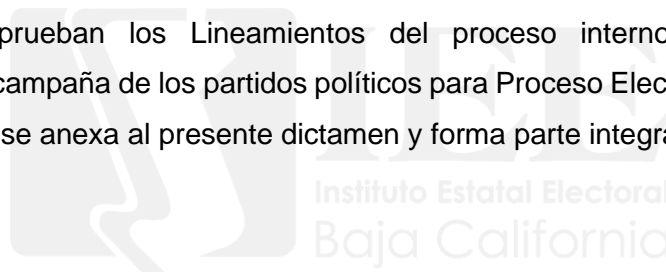 prueban los Lineamientos del proceso interno
campaña de los partidos políticos para Proceso Elec
se anexa al presente dictamen y forma parte integra
IEE
Instituto Estatal Electoral
Baja California